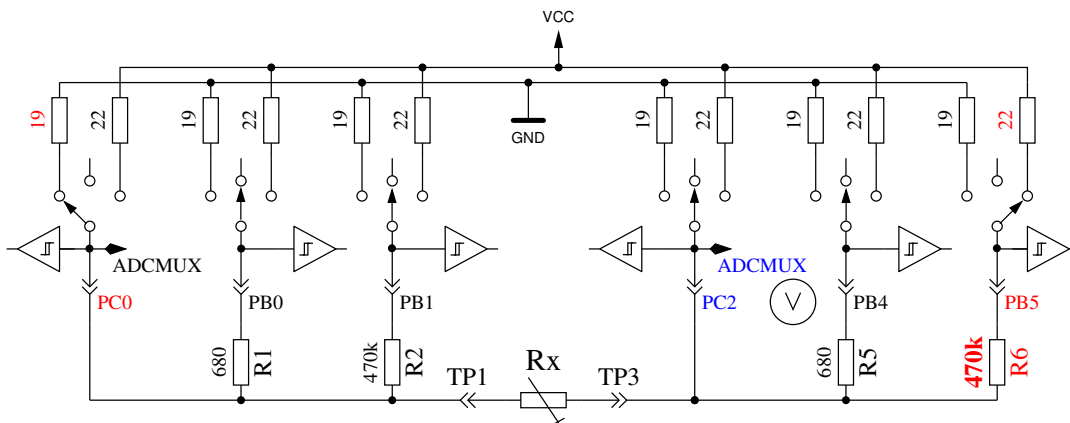 VCC
19 22 19 22 19 22 19 22 19 22 19 22
GND
ADCMUX ADCMUX
PC0 PB0 PB1 PC2 V PB4 PB5
680 R1 470k R2 Rx 680 R5 470k R6
TP1 TP3